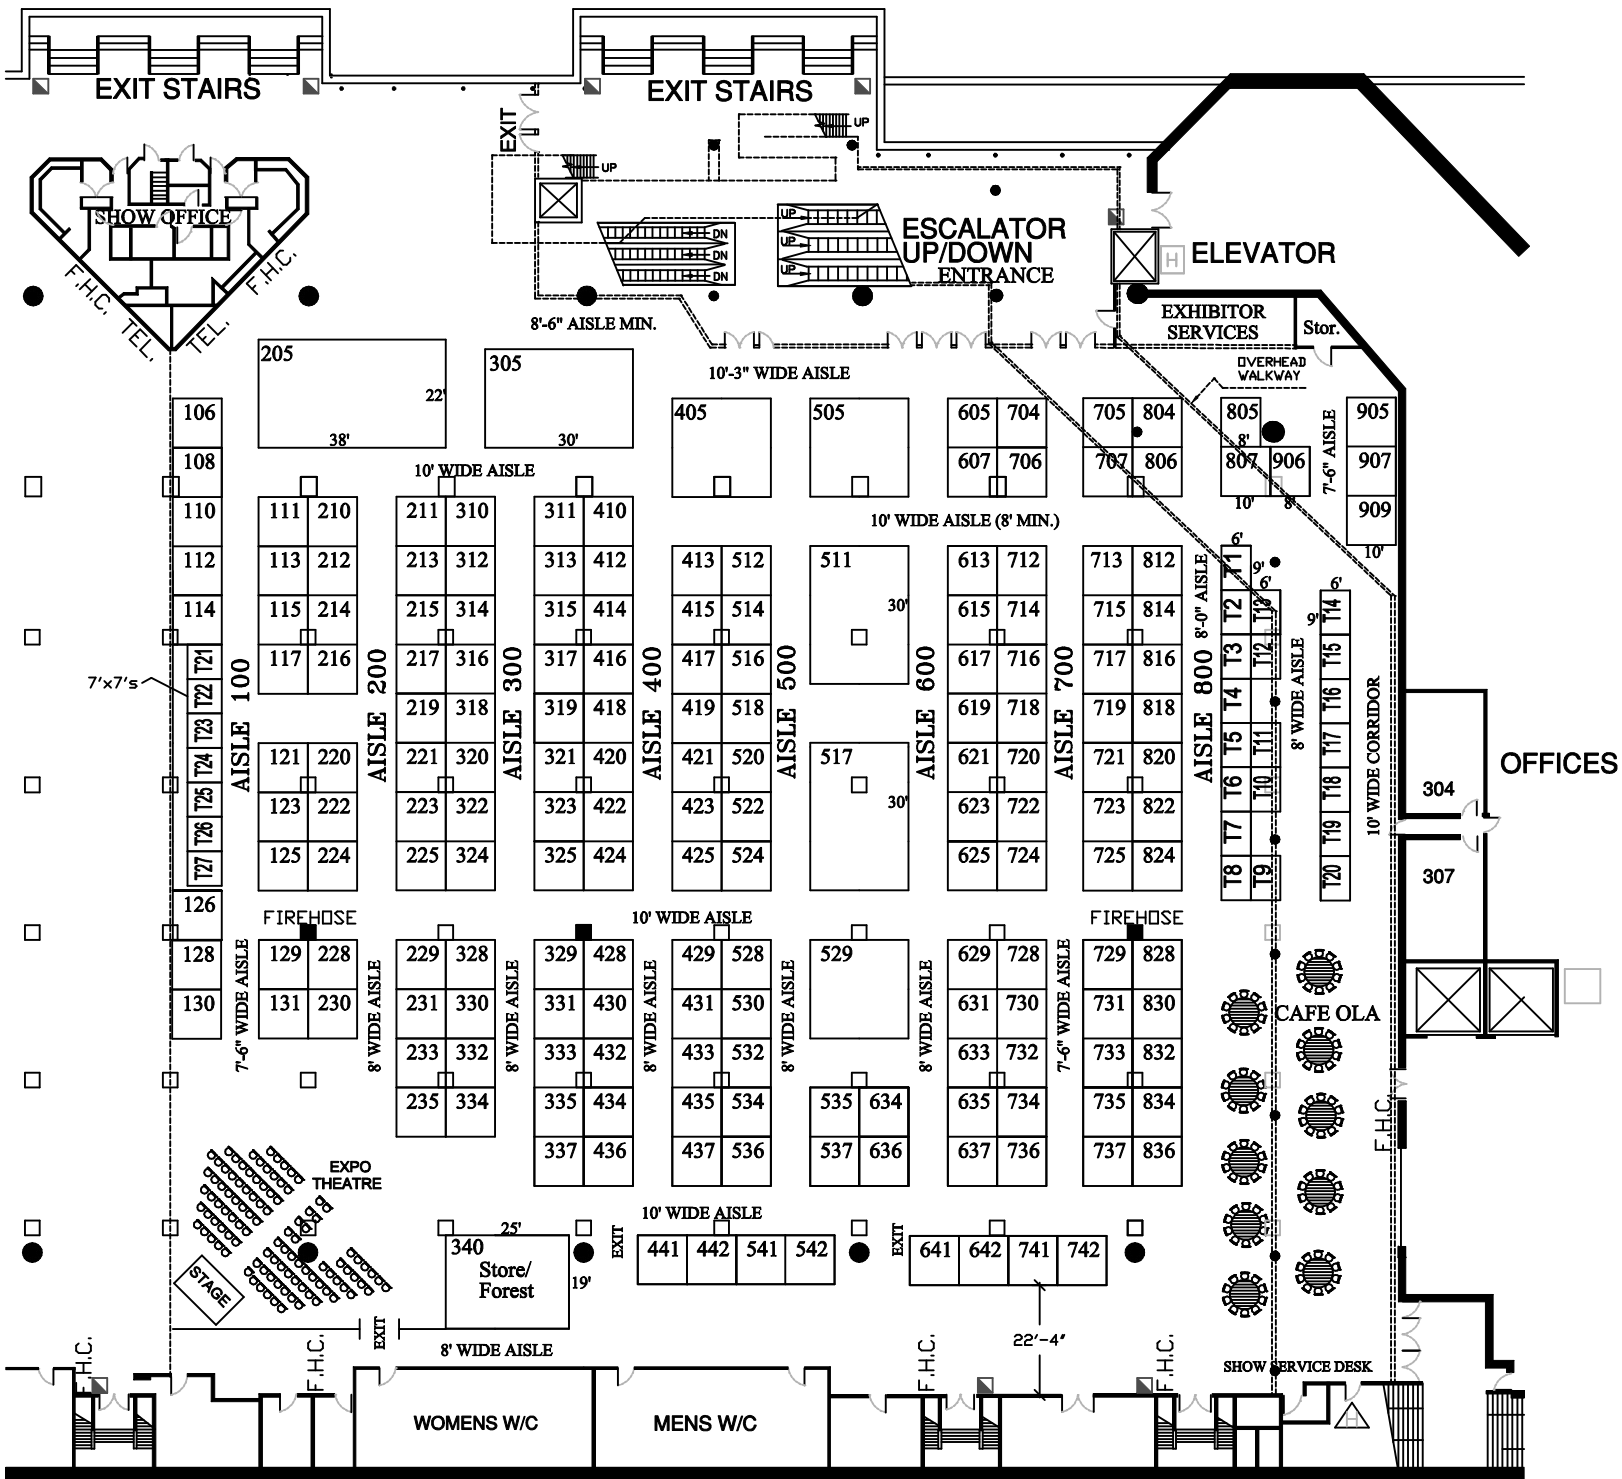 EXIT STAIRS
EXIT STAIRS
EXIT
UP
UP
SHOW OFFICE
F.H.C.
F.H.C.
TEL.
TEL.
DN
DN
DN
UP
UP
UP
ESCALATOR
UP/DOWN
ENTRANCE
H
ELEVATOR
8'-6" AISLE MIN.
EXHIBITOR
SERVICES
Stor.
OVERHEAD
WALKWAY
10'-3" WIDE AISLE
205
22'
38'
305
30'
405
505
605 704
705 804
805
8'
905
106
108
607 706
707 806
807 906
10' 8'
907
7'-6" AISLE
909
10'
10' WIDE AISLE
10' WIDE AISLE (8' MIN.)
110
111 210
211 310
311 410
112
113 212
213 312
313 412
413 512
511
30'
613 712
713 812
114
115 214
215 314
315 414
415 514
615 714
715 814
117 216
217 316
317 416
417 516
617 716
717 816
219 318
319 418
419 518
619 718
719 818
121 220
221 320
321 420
421 520
517
30'
621 720
721 820
123 222
223 322
323 422
423 522
623 722
723 822
125 224
225 324
325 424
425 524
625 724
725 824
7'x7's
T21
T22
T23
T24
T25
T26
T27
AISLE 100
AISLE 200
AISLE 300
AISLE 400
AISLE 500
AISLE 600
AISLE 700
AISLE 800
8'-0" AISLE
6'
9'
6'
T1
T2 T13
T3 T12
T4
T5 T11
T6 T10
T7
T8 T9
8' WIDE AISLE
6'
9'
T14
T15
T16
T17
T18
T19
T20
10' WIDE CORRIDOR
OFFICES
304
307
126
FIREHOSE
10' WIDE AISLE
FIREHOSE
128
129 228
229 328
329 428
429 528
529
629 728
729 828
130
131 230
231 330
331 430
431 530
631 730
731 830
233 332
333 432
433 532
633 732
733 832
235 334
335 434
435 534
535 634
635 734
735 834
337 436
437 536
537 636
637 736
737 836
7'-6" WIDE AISLE
8' WIDE AISLE
8' WIDE AISLE
8' WIDE AISLE
8' WIDE AISLE
8' WIDE AISLE
7'-6" WIDE AISLE
CAFE OLA
F.H.C.
EXPO
THEATRE
STAGE
25'
340
Store/
Forest
19'
EXIT
10' WIDE AISLE
441 442 541 542
EXIT
641 642 741 742
22'-4"
EXIT
8' WIDE AISLE
F.H.C.
F.H.C.
F.H.C.
F.H.C.
SHOW SERVICE DESK
WOMENS W/C
MENS W/C
H